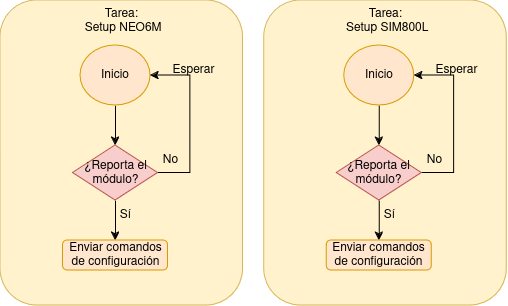 Tarea:
Setup NEO6M
Inicio
Esperar
¿Reporta el
módulo?
No
Sí
Enviar comandos
de configuración
Tarea:
Setup SIM800L
Inicio
Esperar
¿Reporta el
módulo?
No
Sí
Enviar comandos
de configuración